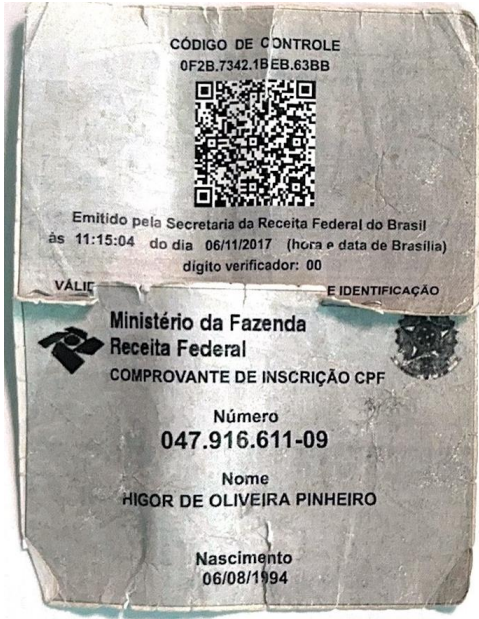 CÓDIGO DE CONTROLE
0F2B.7342.1BEB.63BB
Emitido pela Secretaria da Receita Federal do Brasil
às 11:15:04 do dia 06/11/2017 (hora e data de Brasília)
dígito verificador: 00
E IDENTIFICAÇÃO
Ministério da Fazenda
Receita Federal
COMPROVANTE DE INSCRIÇÃO CPF
Número
047.916.611-09
Nome
HIGOR DE OLIVEIRA PINHEIRO
Nascimento
06/08/1994